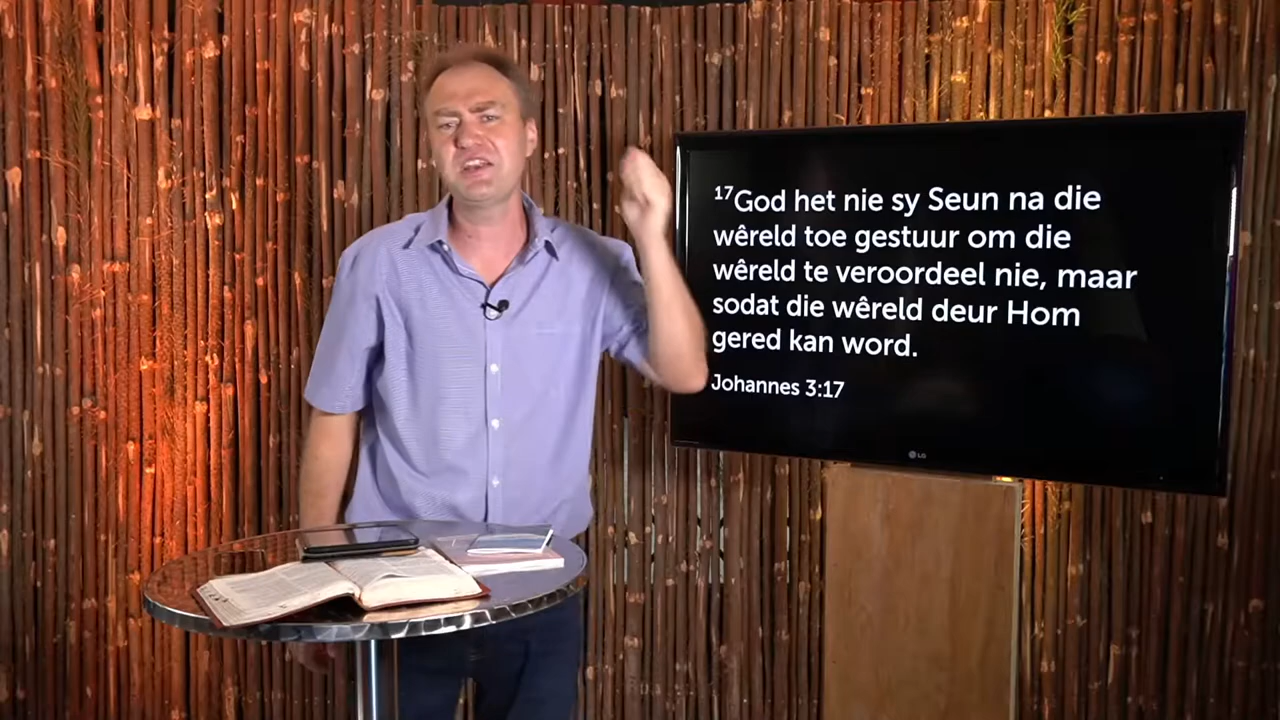 ¹⁷God het nie sy Seun na die
wêreld toe gestuur om die
wêreld te veroordeel nie, maar
sodat die wêreld deur Hom
gered kan word.
Johannes 3:17
LG